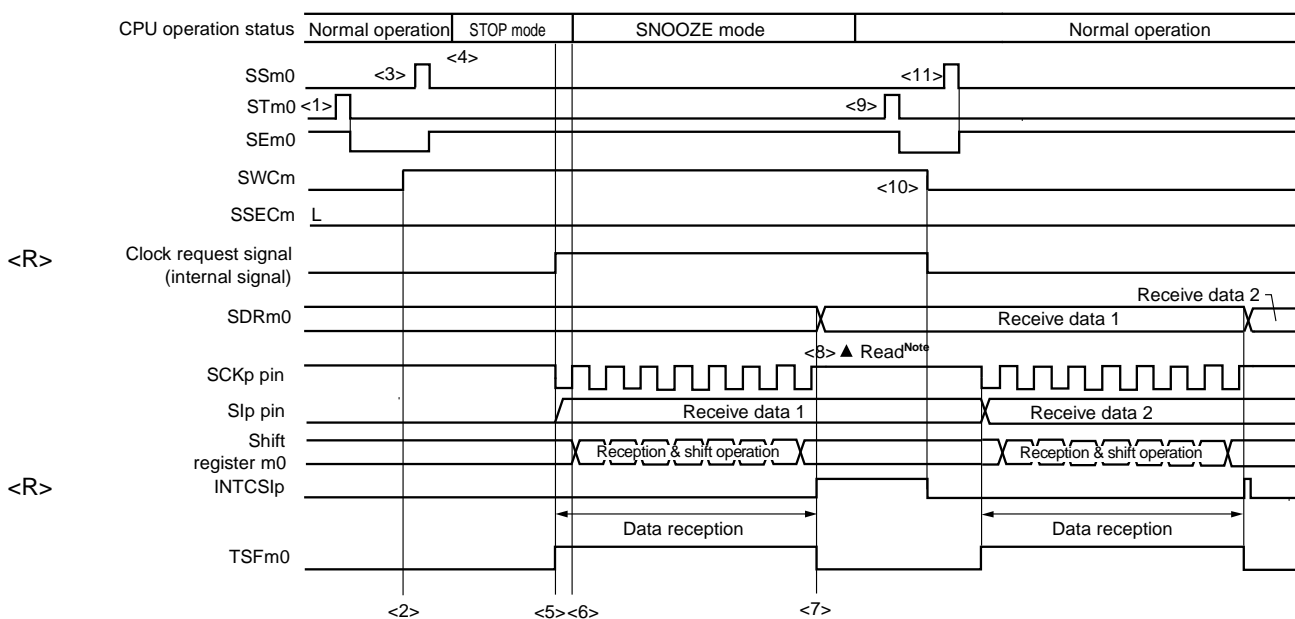 CPU operation status Normal operation STOP mode SNOOZE mode Normal operation
<4>
SSm0 <3> <11>
STm0 <1> <9>
SEm0
SWCm <10>
SSECm L
<R> Clock request signal
(internal signal)
Receive data 2
SDRm0 Receive data 1
<8> ▲ Read Note
SCKp pin
SIp pin Receive data 1 Receive data 2
Shift
register m0 Reception & shift operation Reception & shift operation
<R> INTCSIp
Data reception Data reception
TSFm0
<2> <5> <6> <7>